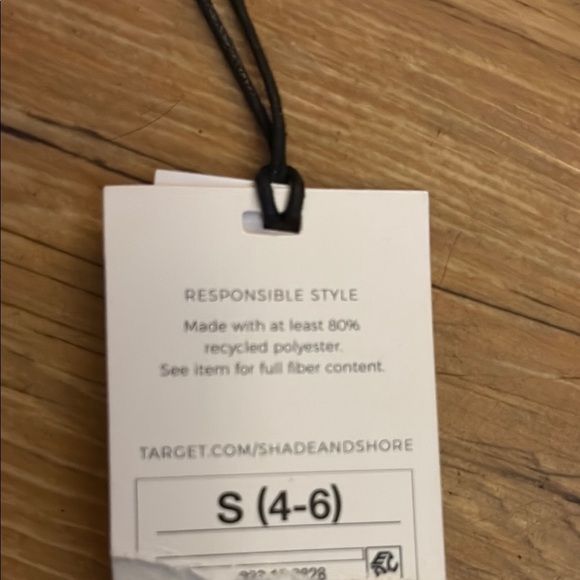 RESPONSIBLE STYLE
Made with at least 80%
recycled polyester.
See item for full fiber content.
TARGET.COM/SHADEANDSHORE
S (4-6)